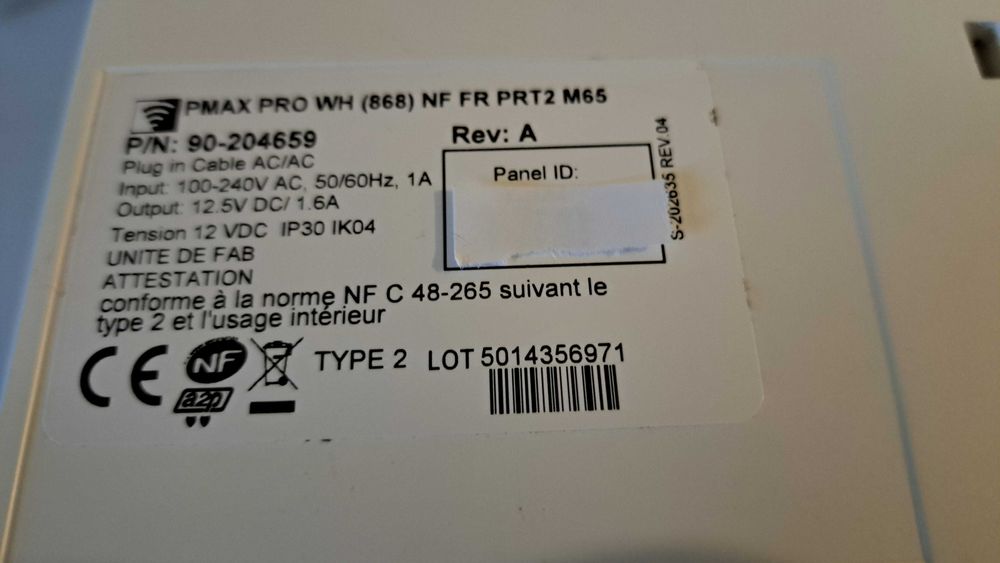 PMAX PRO WH (868) NF FR PRT2 M65
P/N: 90-204659
Rev: A
Plug in Cable AC/AC
Input: 100-240V AC, 50/60Hz, 1A
Output: 12.5V DC/ 1.6A
Tension 12 VDC IP30 IK04
Panel ID:
S-202635 REV.04
UNITE DE FAB
ATTESTATION
conforme à la norme NF C 48-265 suivant le
type 2 et l'usage intérieur
CE NF a2p TYPE 2 LOT 5014356971